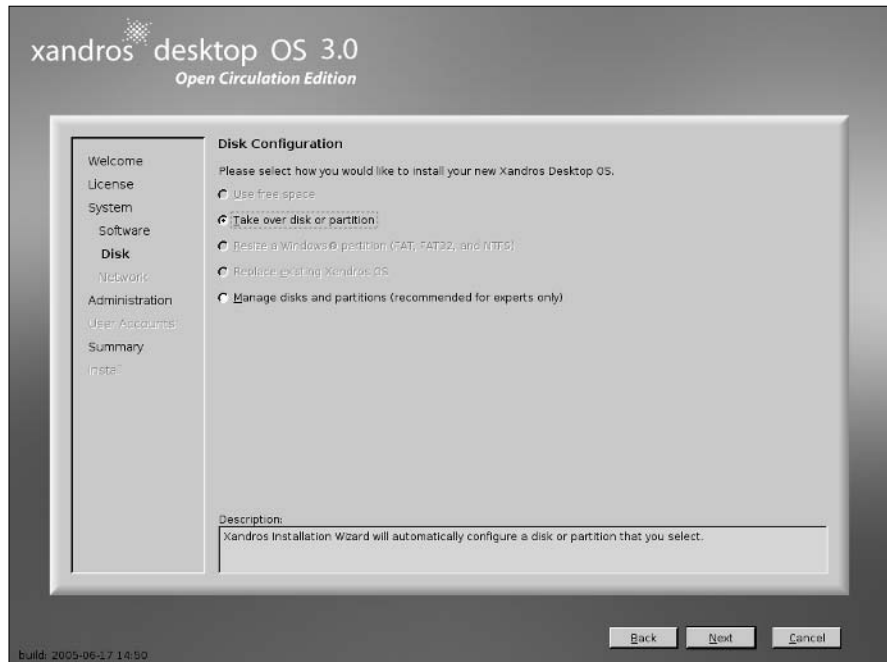 xandros desktop OS 3.0
Open Circulation Edition
Welcome
License
System
Software
Disk
Network
Administration
User Accounts
Summary
Install
Disk Configuration
Please select how you would like to install your new Xandros Desktop OS.
Use free space
Take over disk or partition
Resize a Windows® partition (FAT, FAT32, and NTFS)
Replace existing Xandros OS
Manage disks and partitions (recommended for experts only)
Description:
Xandros Installation Wizard will automatically configure a disk or partition that you select.
Back
Next
Cancel
build: 2005-06-17 14:50